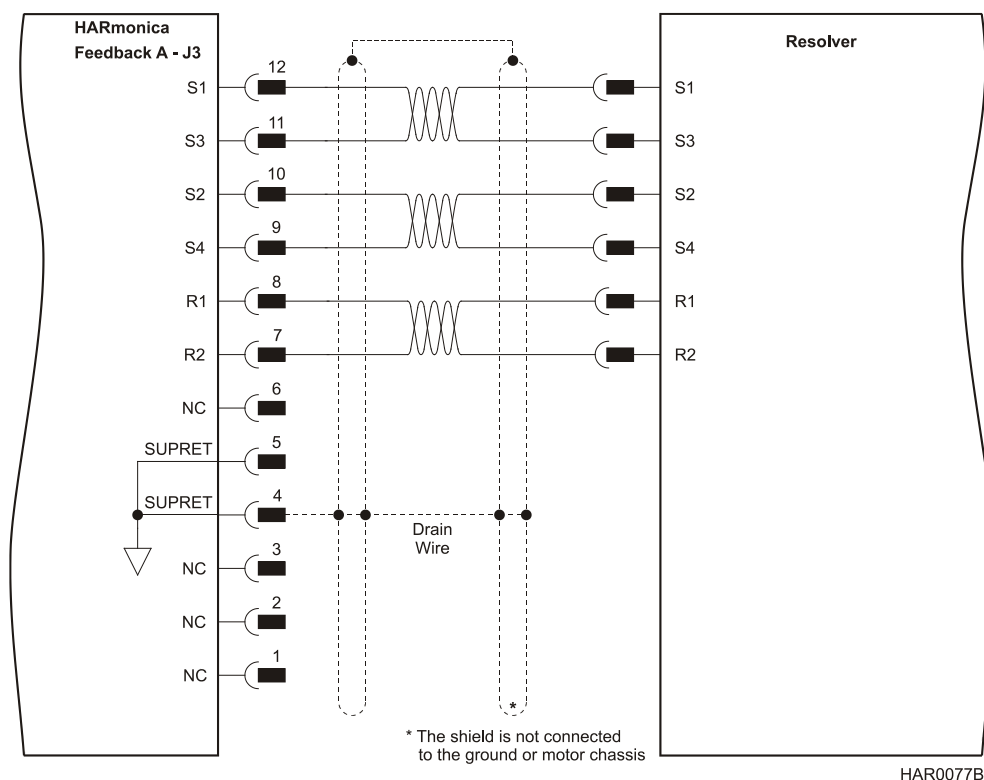 HARmonica
Feedback A - J3
Resolver
S1 12 S1
S3 11 S3
S2 10 S2
S4 9 S4
R1 8 R1
R2 7 R2
NC 6
SUPRET 5
SUPRET 4
Drain
Wire
NC 3
NC 2
NC 1
*
* The shield is not connected
to the ground or motor chassis
HAR0077B